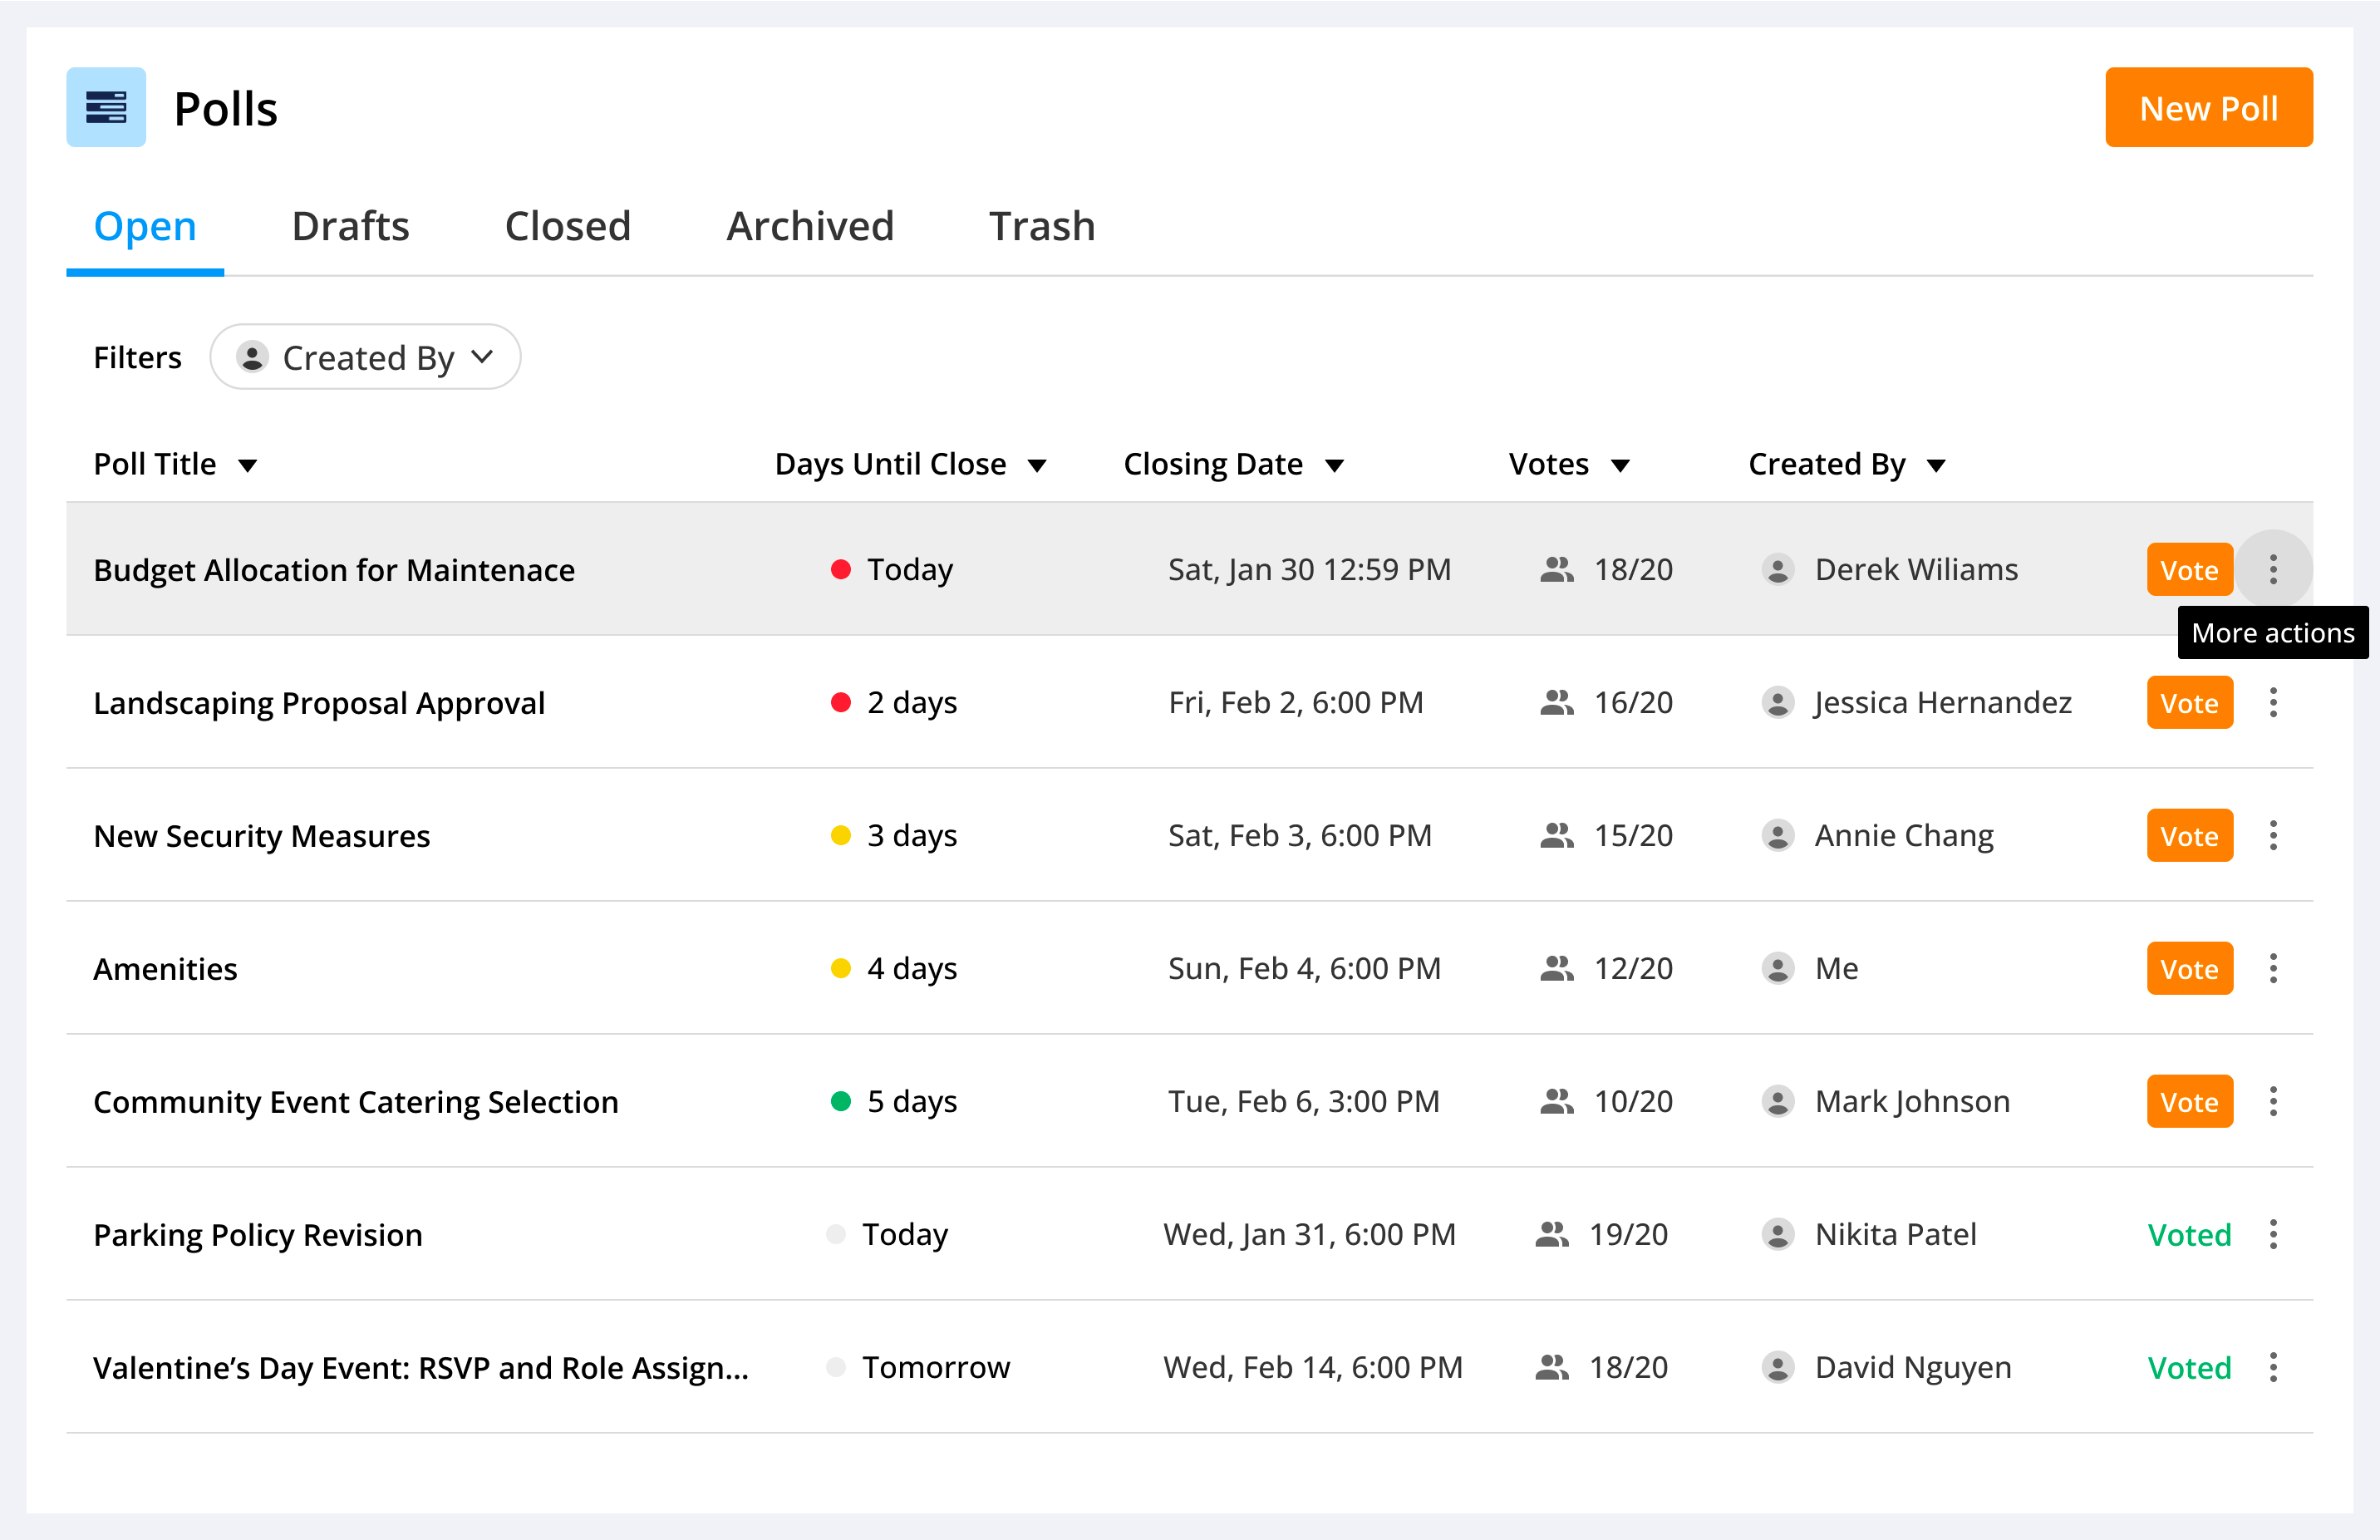 Polls
New Poll
Open Drafts Closed Archived Trash
Filters Created By
Poll Title Days Until Close Closing Date Votes Created By
Budget Allocation for Maintenace Today Sat, Jan 30 12:59 PM 18/20 Derek Wiliams Vote
More actions
Landscaping Proposal Approval 2 days Fri, Feb 2, 6:00 PM 16/20 Jessica Hernandez Vote
New Security Measures 3 days Sat, Feb 3, 6:00 PM 15/20 Annie Chang Vote
Amenities 4 days Sun, Feb 4, 6:00 PM 12/20 Me Vote
Community Event Catering Selection 5 days Tue, Feb 6, 3:00 PM 10/20 Mark Johnson Vote
Parking Policy Revision Today Wed, Jan 31, 6:00 PM 19/20 Nikita Patel Voted
Valentine’s Day Event: RSVP and Role Assign... Tomorrow Wed, Feb 14, 6:00 PM 18/20 David Nguyen Voted